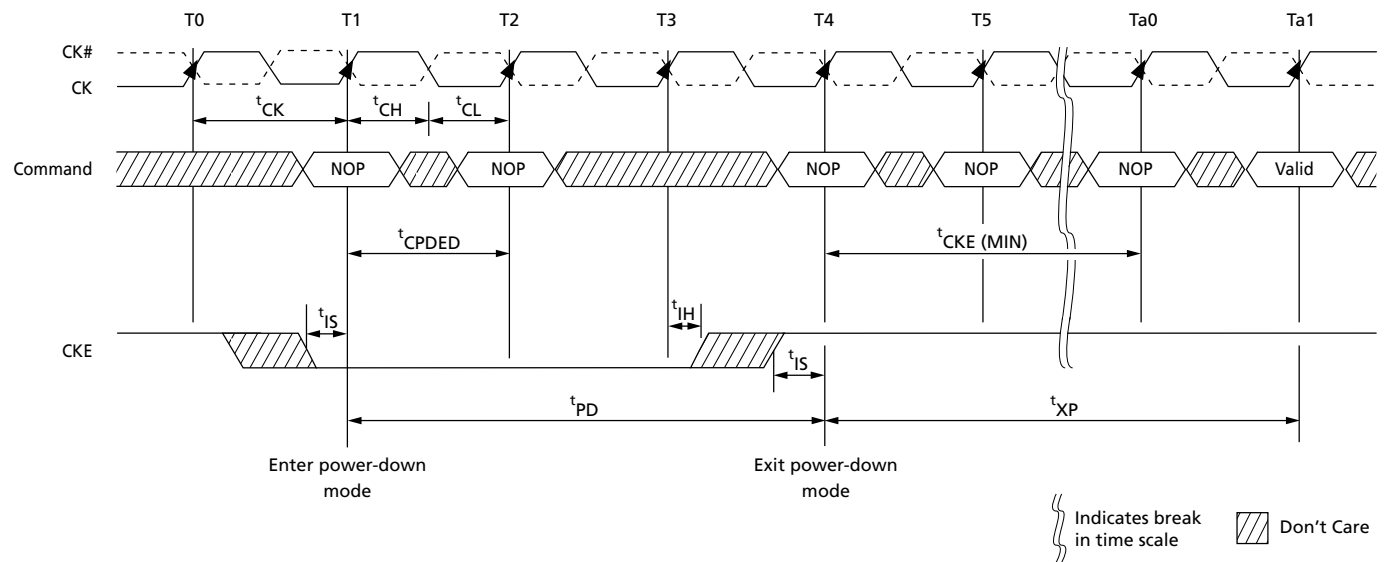 T0 T1 T2 T3 T4 T5 Ta0 Ta1
CK#
CK
tCK tCH tCL
Command NOP NOP NOP NOP NOP Valid
tCPDED tCKE (MIN)
tIS tIH
CKE
tIS
tPD tXP
Enter power-down
mode
Exit power-down
mode
Indicates break
in time scale
Don't Care